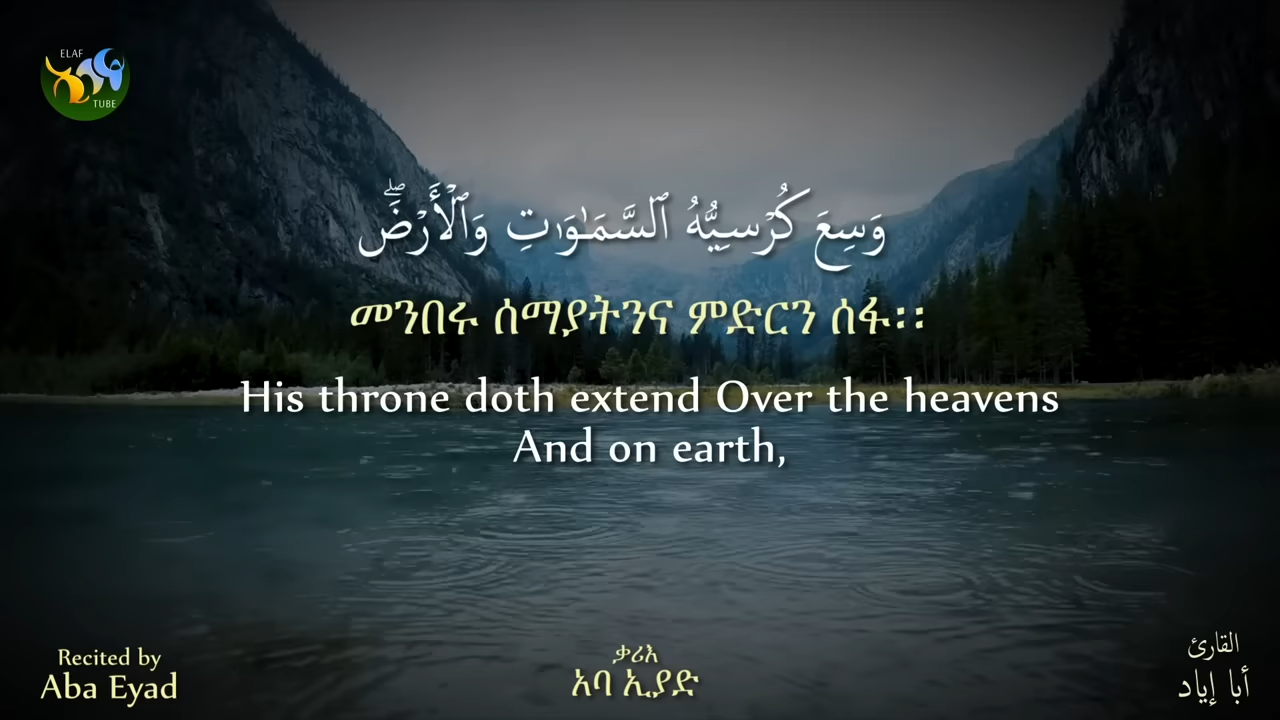 ELAF
TUBE
وَسِعَ كُرْسِيُّهُ ٱلسَّمَـٰوَٰتِ وَٱلْأَرْضَۖ
መንበሩ ሰማያትንና ምድርን ሰፋ፡፡
His throne doth extend Over the heavens
And on earth,
Recited by
Aba Eyad
ቃሪእ
አባ ኢያድ
القارئ
أبا إياد